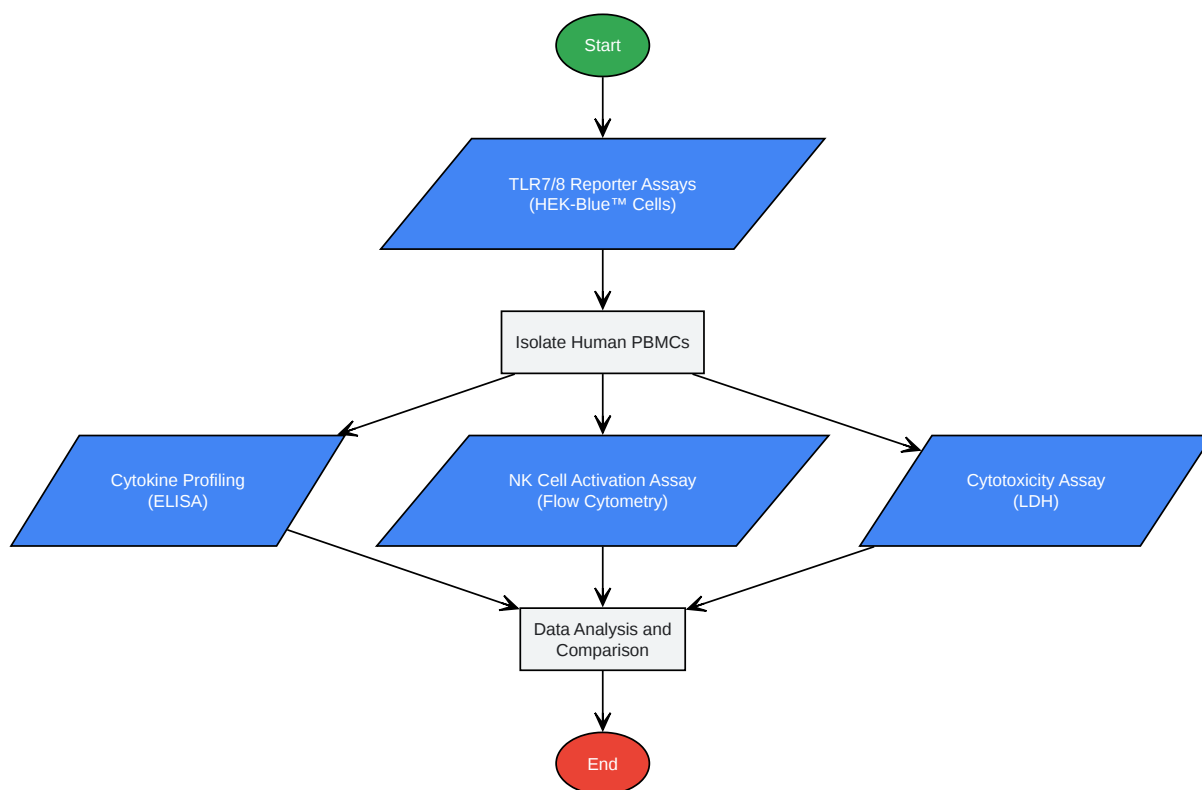 Start
TLR7/8 Reporter Assays
(HEK-Blue™ Cells)
Isolate Human PBMCs
Cytokine Profiling
(ELISA)
NK Cell Activation Assay
(Flow Cytometry)
Cytotoxicity Assay
(LDH)
Data Analysis and
Comparison
End